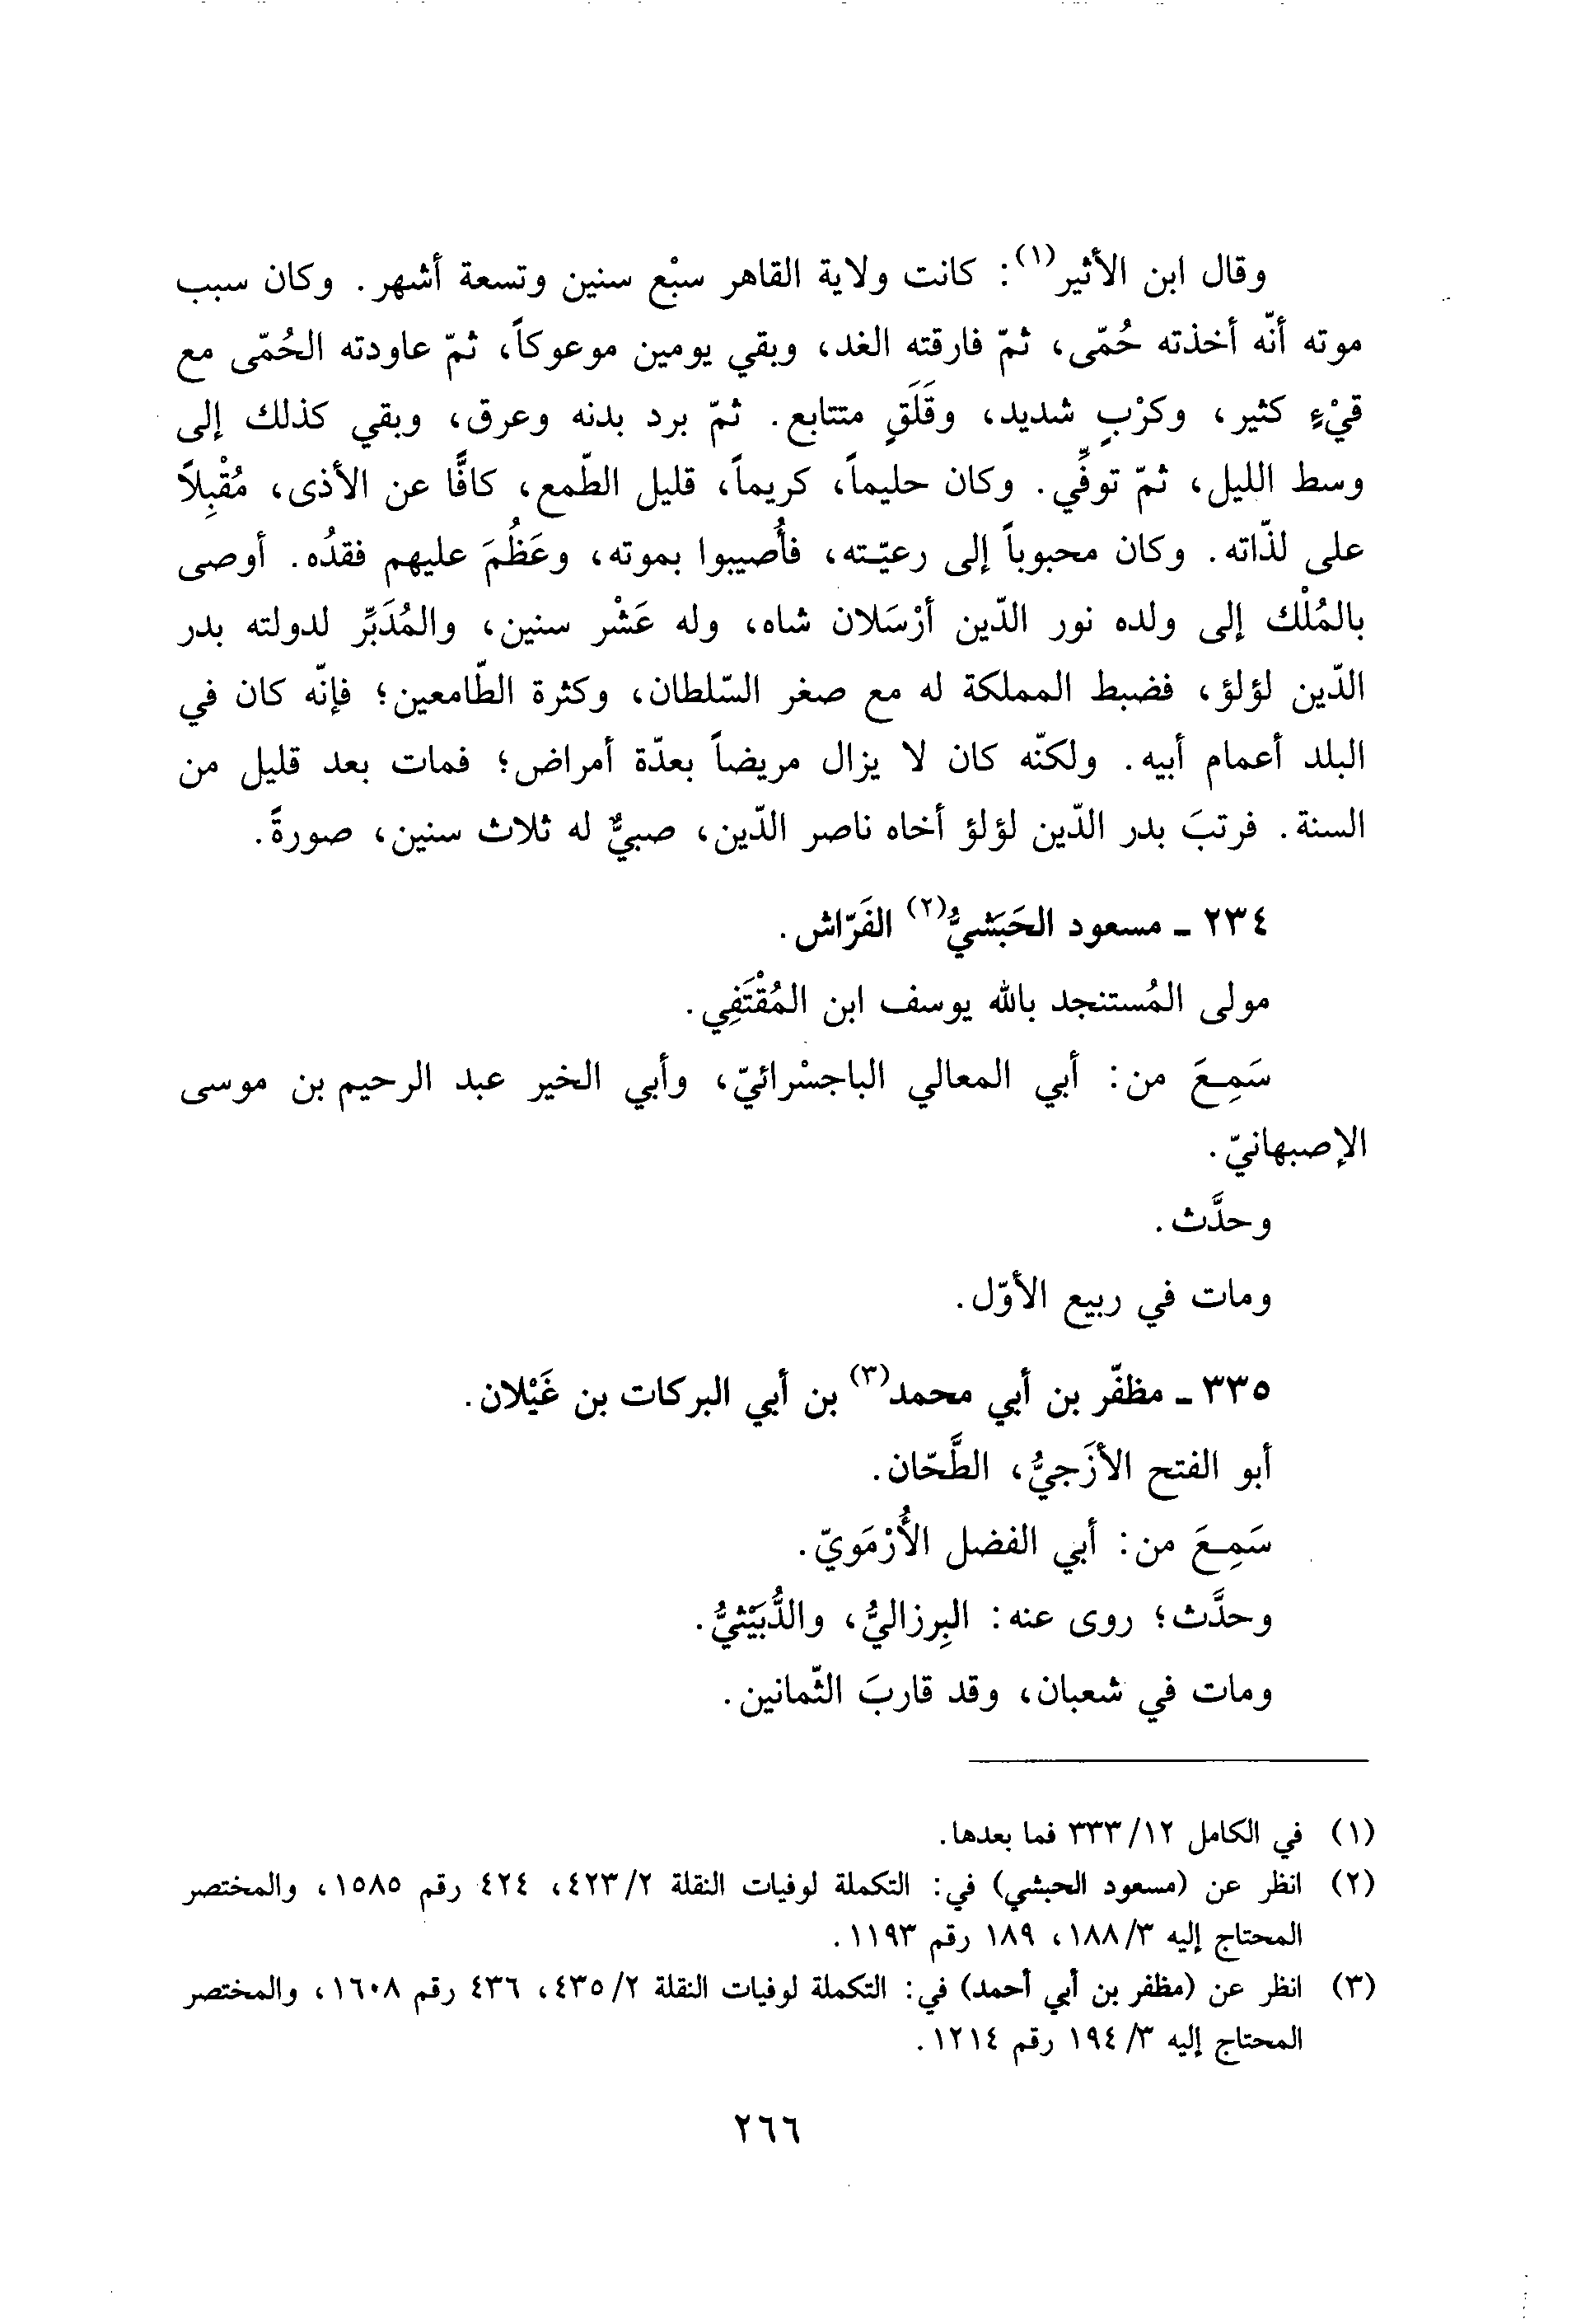 وقال ابن الأثير(١): كانت ولاية القاهر سبْع سنين وتسعة أشهر. وكان سبب
موته أنّه أخذته حُمّى، ثمّ فارقته الغد، وبقي يومين موعوكاً، ثمّ عاودته الحُمّى مع
قيْءٍ كثير، وكرْبٍ شديد، وقَلَقٍ متتابع. ثمّ برد بدنه وعرق، وبقي كذلك إلى
وسط الليل، ثمّ توفِّي. وكان حليماً، كريماً، قليل الطّمع، كافًّا عن الأذى، مُقْبِلاً
على لذّاته. وكان محبوباً إلى رعيّته، فأُصيبوا بموته، وعَظُمَ عليهم فقدُه. أوصى
بالمُلْك إلى ولده نور الدّين أرْسَلان شاه، وله عَشْر سنين، والمُدَبِّر لدولته بدر
الدّين لؤلؤ، فضبط المملكة له مع صغر السّلطان، وكثرة الطّامعين؛ فإنّه كان في
البلد أعمام أبيه. ولكنّه كان لا يزال مريضاً بعدّة أمراض؛ فمات بعد قليل من
السنة. فرتبَ بدر الدّين لؤلؤ أخاه ناصر الدّين، صبيٌّ له ثلاث سنين، صورةً.
٢٣٤ ـ مسعود الحَبَشيُّ(٢) الفَرّاش.
مولى المُستنجد بالله يوسف ابن المُقْتَفِي.
سَمِعَ من: أبي المعالي الباجسْرائيّ، وأبي الخير عبد الرحيم بن موسى
الإصبهانيّ.
وحدَّث.
ومات في ربيع الأوّل.
٣٣٥ ـ مظفّر بن أبي محمد(٣) بن أبي البركات بن غَيْلان.
أبو الفتح الأزَجيُّ، الطَّحّان.
سَمِعَ من: أبي الفضل الأُرْمَويّ.
وحدَّث؛ روى عنه: البِرزاليُّ، والدُّبَيْثيُّ.
ومات في شعبان، وقد قاربَ الثّمانين.
(١) في الكامل ١٢/ ٣٣٣ فما بعدها.
(٢) انظر عن (مسعود الحبشي) في: التكملة لوفيات النقلة ٢/ ٤٢٣، ٤٢٤ رقم ١٥٨٥، والمختصر
المحتاج إليه ٣/ ١٨٨، ١٨٩ رقم ١١٩٣.
(٣) انظر عن (مظفر بن أبي أحمد) في: التكملة لوفيات النقلة ٢/ ٤٣٥، ٤٣٦ رقم ١٦٠٨، والمختصر
المحتاج إليه ٣/ ١٩٤ رقم ١٢١٤.
٢٦٦